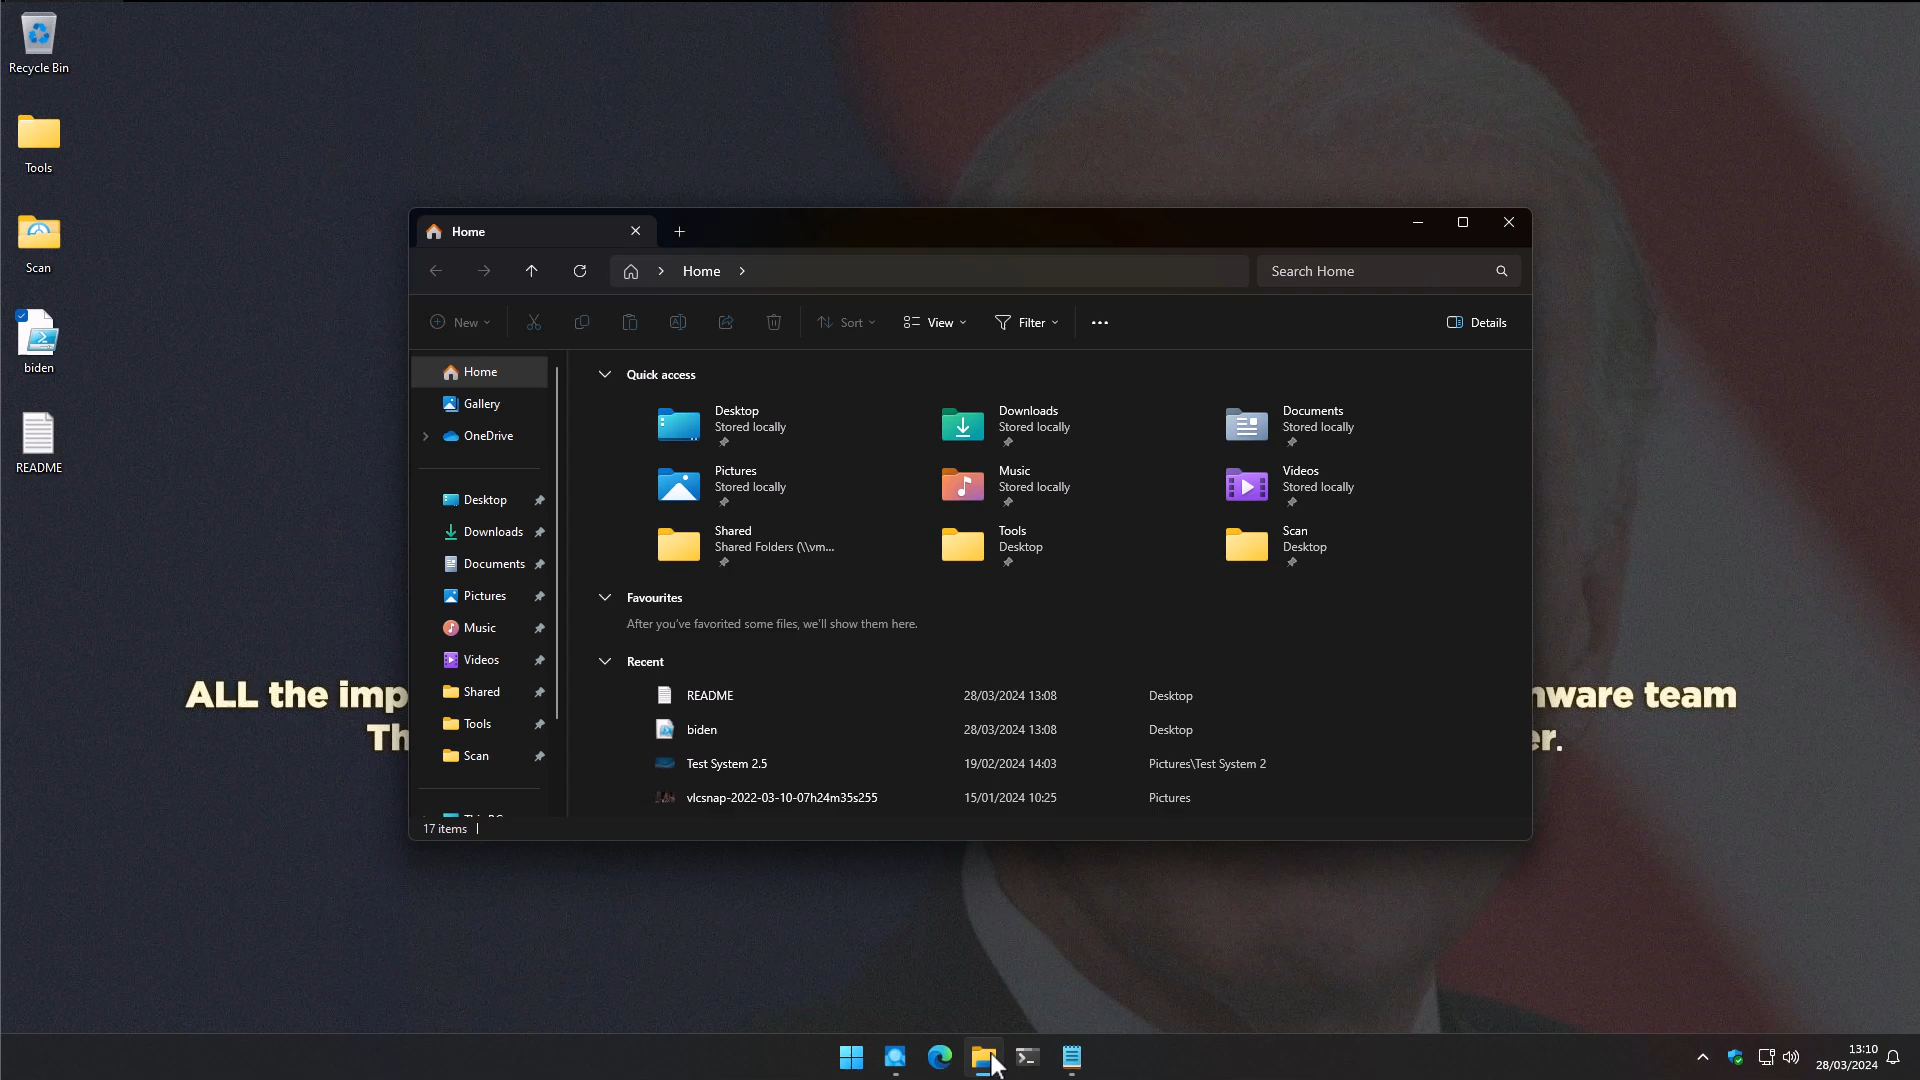 Recycle Bin
Tools
Scan
biden
README
Home
Home
Search Home
New
Sort
View
Filter
Details
Home
Gallery
OneDrive
Desktop
Downloads
Documents
Pictures
Music
Videos
Shared
Tools
Scan
Quick access
Desktop
Stored locally
Downloads
Stored locally
Documents
Stored locally
Pictures
Stored locally
Music
Stored locally
Videos
Stored locally
Shared
Shared Folders (\\vm...
Tools
Desktop
Scan
Desktop
Favourites
After you've favorited some files, we'll show them here.
Recent
README 28/03/2024 13:08 Desktop
biden 28/03/2024 13:08 Desktop
Test System 2.5 19/02/2024 14:03 Pictures\Test System 2
vlcsnap-2022-03-10-07h24m35s255 15/01/2024 10:25 Pictures
17 items
ALL the imp
team
Th
13:10
28/03/2024